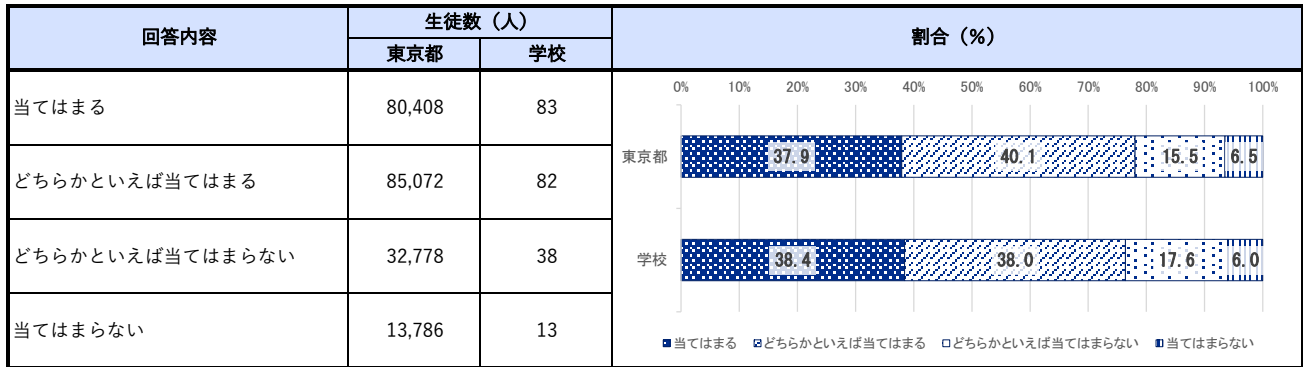 回答内容 生徒数（人） 割合（%）
東京都 学校
当てはまる 80,408 83
どちらかといえば当てはまる 85,072 82
どちらかといえば当てはまらない 32,778 38
当てはまらない 13,786 13
0% 10% 20% 30% 40% 50% 60% 70% 80% 90% 100%
東京都 37.9 40.1 15.5 6.5
学校 38.4 38.0 17.6 6.0
当てはまる どちらかといえば当てはまる どちらかといえば当てはまらない 当てはまらない